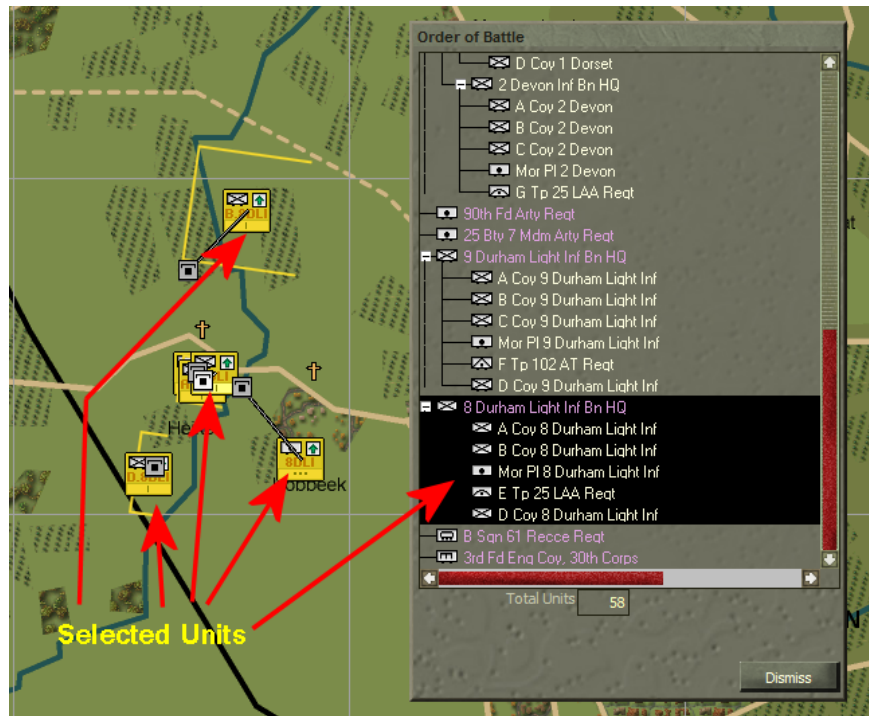 Order of Battle
D Coy 1 Dorset
2 Devon Inf Bn HQ
A Coy 2 Devon
B Coy 2 Devon
C Coy 2 Devon
Mor Pl 2 Devon
G Tp 25 LAA Regt
90th Fd Arty Regt
25 Bty 7 Mdm Arty Regt
9 Durham Light Inf Bn HQ
A Coy 9 Durham Light Inf
B Coy 9 Durham Light Inf
C Coy 9 Durham Light Inf
Mor Pl 9 Durham Light Inf
F Tp 102 AT Regt
D Coy 9 Durham Light Inf
8 Durham Light Inf Bn HQ
A Coy 8 Durham Light Inf
B Coy 8 Durham Light Inf
Mor Pl 8 Durham Light Inf
E Tp 25 LAA Regt
D Coy 8 Durham Light Inf
B Sqn 61 Recce Regt
3rd Fd Eng Coy, 30th Corps
Total Units 58
Dismiss
B.8DLI
8DLI
D.8DLI
Selected Units